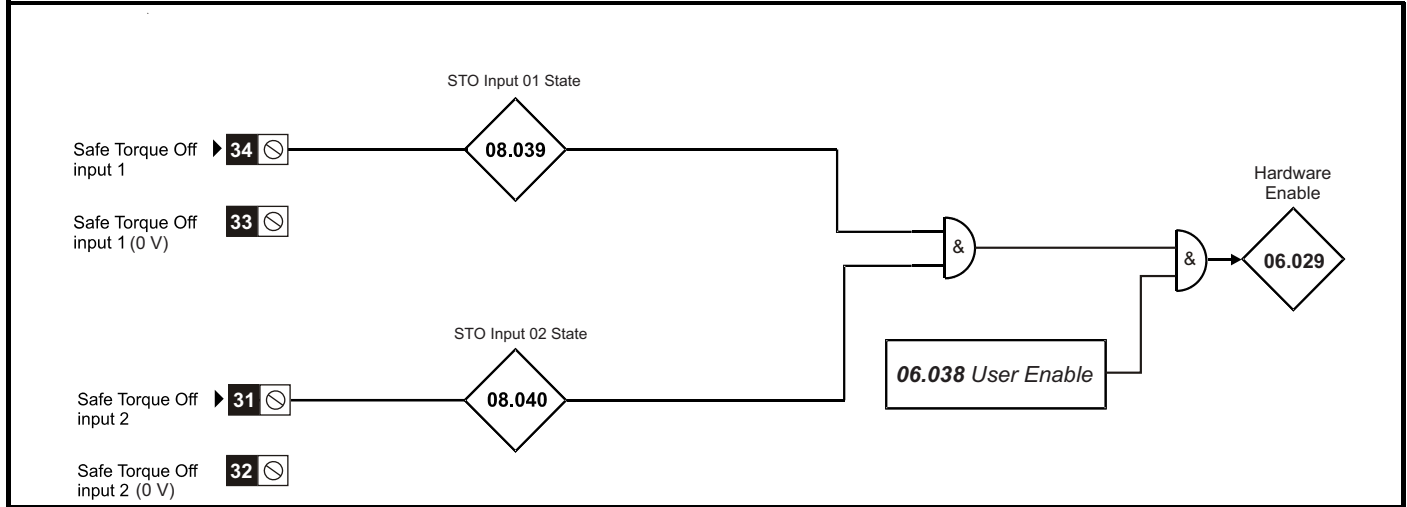 STO Input 01 State
Safe Torque Off
input 1
34
08.039
Safe Torque Off
input 1 (0 V)
33
Hardware
Enable
&
&
06.029
STO Input 02 State
06.038 User Enable
Safe Torque Off
input 2
31
08.040
Safe Torque Off
input 2 (0 V)
32